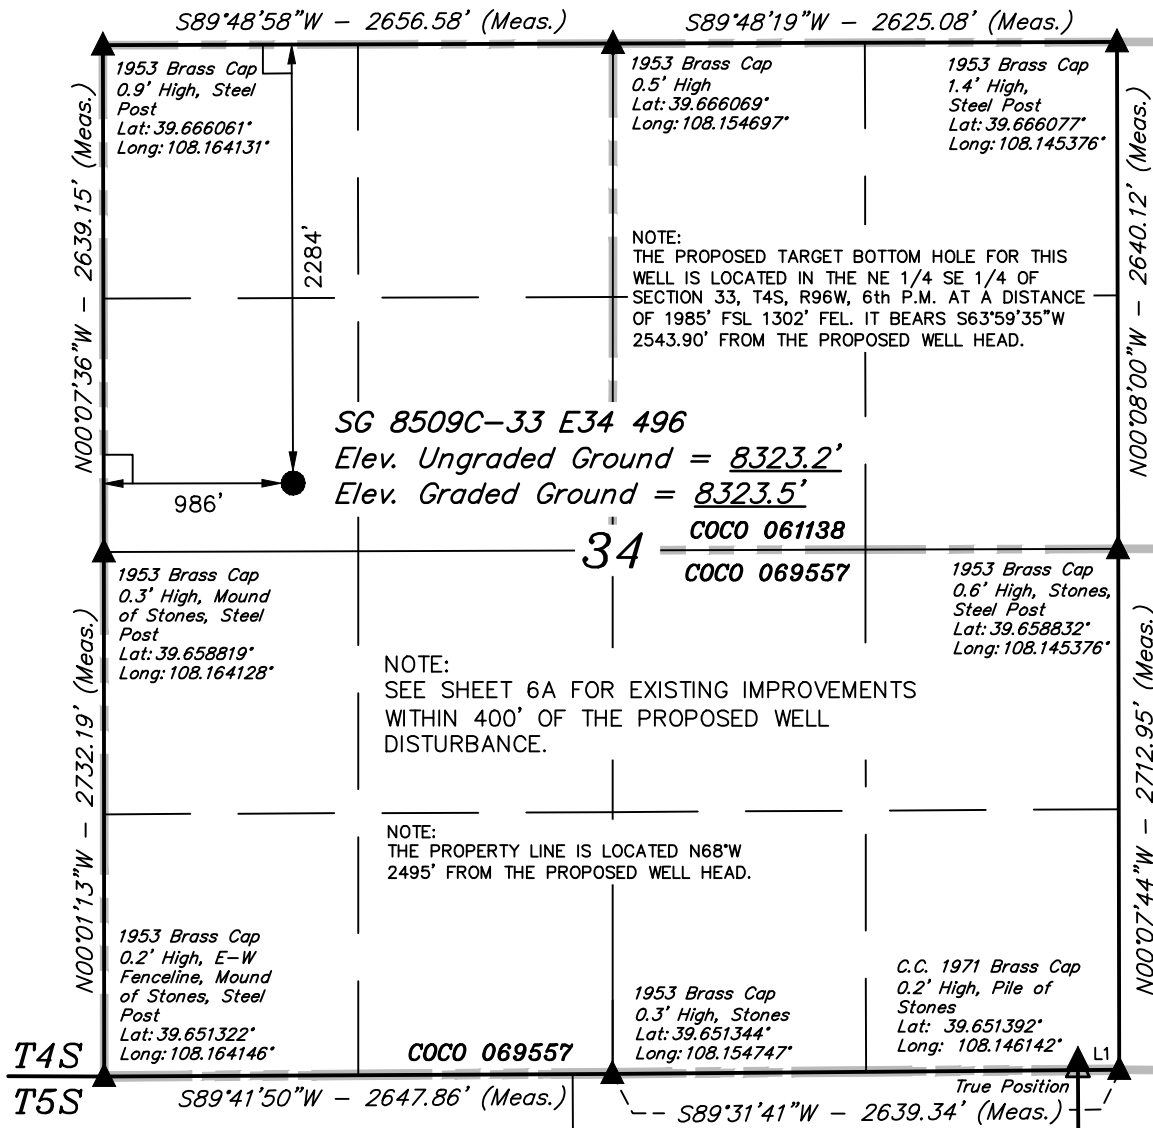 S89°48'58"W - 2656.58' (Meas.)
S89°48'19"W - 2625.08' (Meas.)
1953 Brass Cap
0.9' High, Steel
Post
Lat: 39.666061°
Long: 108.164131°
1953 Brass Cap
0.5' High
Lat: 39.666069°
Long: 108.154697°
1953 Brass Cap
1.4' High,
Steel Post
Lat: 39.666077°
Long: 108.145376°
N00°07'36"W - 2639.15' (Meas.)
2284'
N00°08'00"W - 2640.12' (Meas.)
NOTE:
THE PROPOSED TARGET BOTTOM HOLE FOR THIS
WELL IS LOCATED IN THE NE 1/4 SE 1/4 OF
SECTION 33, T4S, R96W, 6th P.M. AT A DISTANCE
OF 1985' FSL 1302' FEL. IT BEARS S63°59'35"W
2543.90' FROM THE PROPOSED WELL HEAD.
SG 8509C-33 E34 496
Elev. Ungraded Ground = 8323.2'
Elev. Graded Ground = 8323.5'
986'
COCO 061138
34
COCO 069557
1953 Brass Cap
0.3' High, Mound
of Stones, Steel
Post
Lat: 39.658819°
Long: 108.164128°
1953 Brass Cap
0.6' High, Stones,
Steel Post
Lat: 39.658832°
Long: 108.145376°
N00°01'13"W - 2732.19' (Meas.)
N00°07'44"W - 2712.95' (Meas.)
NOTE:
SEE SHEET 6A FOR EXISTING IMPROVEMENTS
WITHIN 400' OF THE PROPOSED WELL
DISTURBANCE.
NOTE:
THE PROPERTY LINE IS LOCATED N68°W
2495' FROM THE PROPOSED WELL HEAD.
1953 Brass Cap
0.2' High, E-W
Fenceline, Mound
of Stones, Steel
Post
Lat: 39.651322°
Long: 108.164146°
1953 Brass Cap
0.3' High, Stones
Lat: 39.651344°
Long: 108.154747°
C.C. 1971 Brass Cap
0.2' High, Pile of
Stones
Lat: 39.651392°
Long: 108.146142°
COCO 069557
L1
T4S
T5S
True Position
S89°41'50"W - 2647.86' (Meas.)
S89°31'41"W - 2639.34' (Meas.)